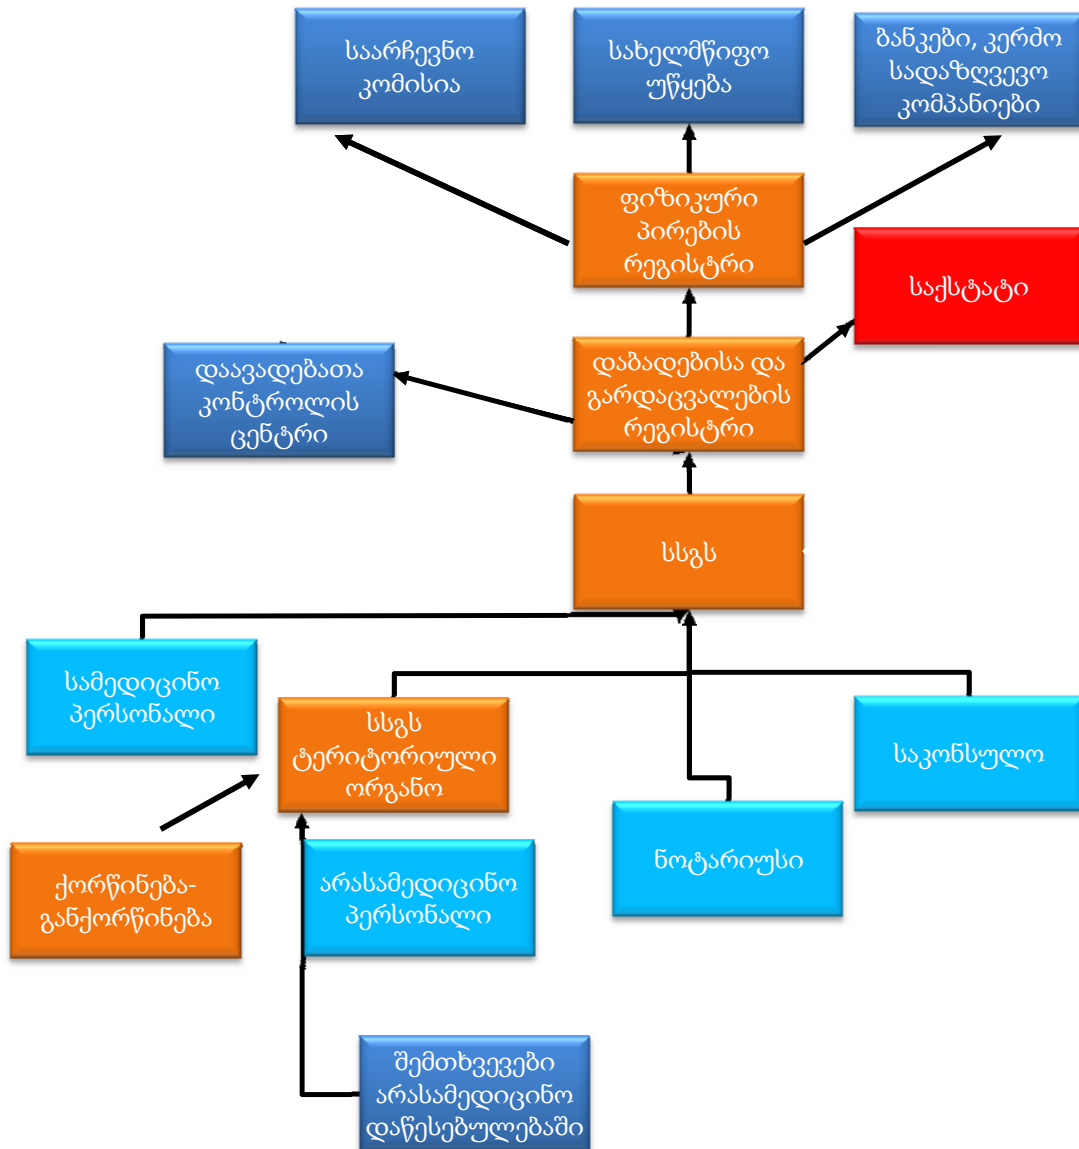 საარჩევნო
კომისია
სახელმწიფო
უწყება
ბანკები, კერძო
სადაზღვევო
კომპანიები
ფიზიკური
პირების
რეგისტრი
საქსტატი
დაავადებათა
კონტროლის
ცენტრი
დაბადებისა და
გარდაცვალების
რეგისტრი
სსგს
სამედიცინო
პერსონალი
სსგს
ტერიტორიული
ორგანო
საკონსულო
ნოტარიუსი
ქორწინება-
განქორწინება
არასამედიცინო
პერსონალი
შემთხვევები
არასამედიცინო
დაწესებულებაში